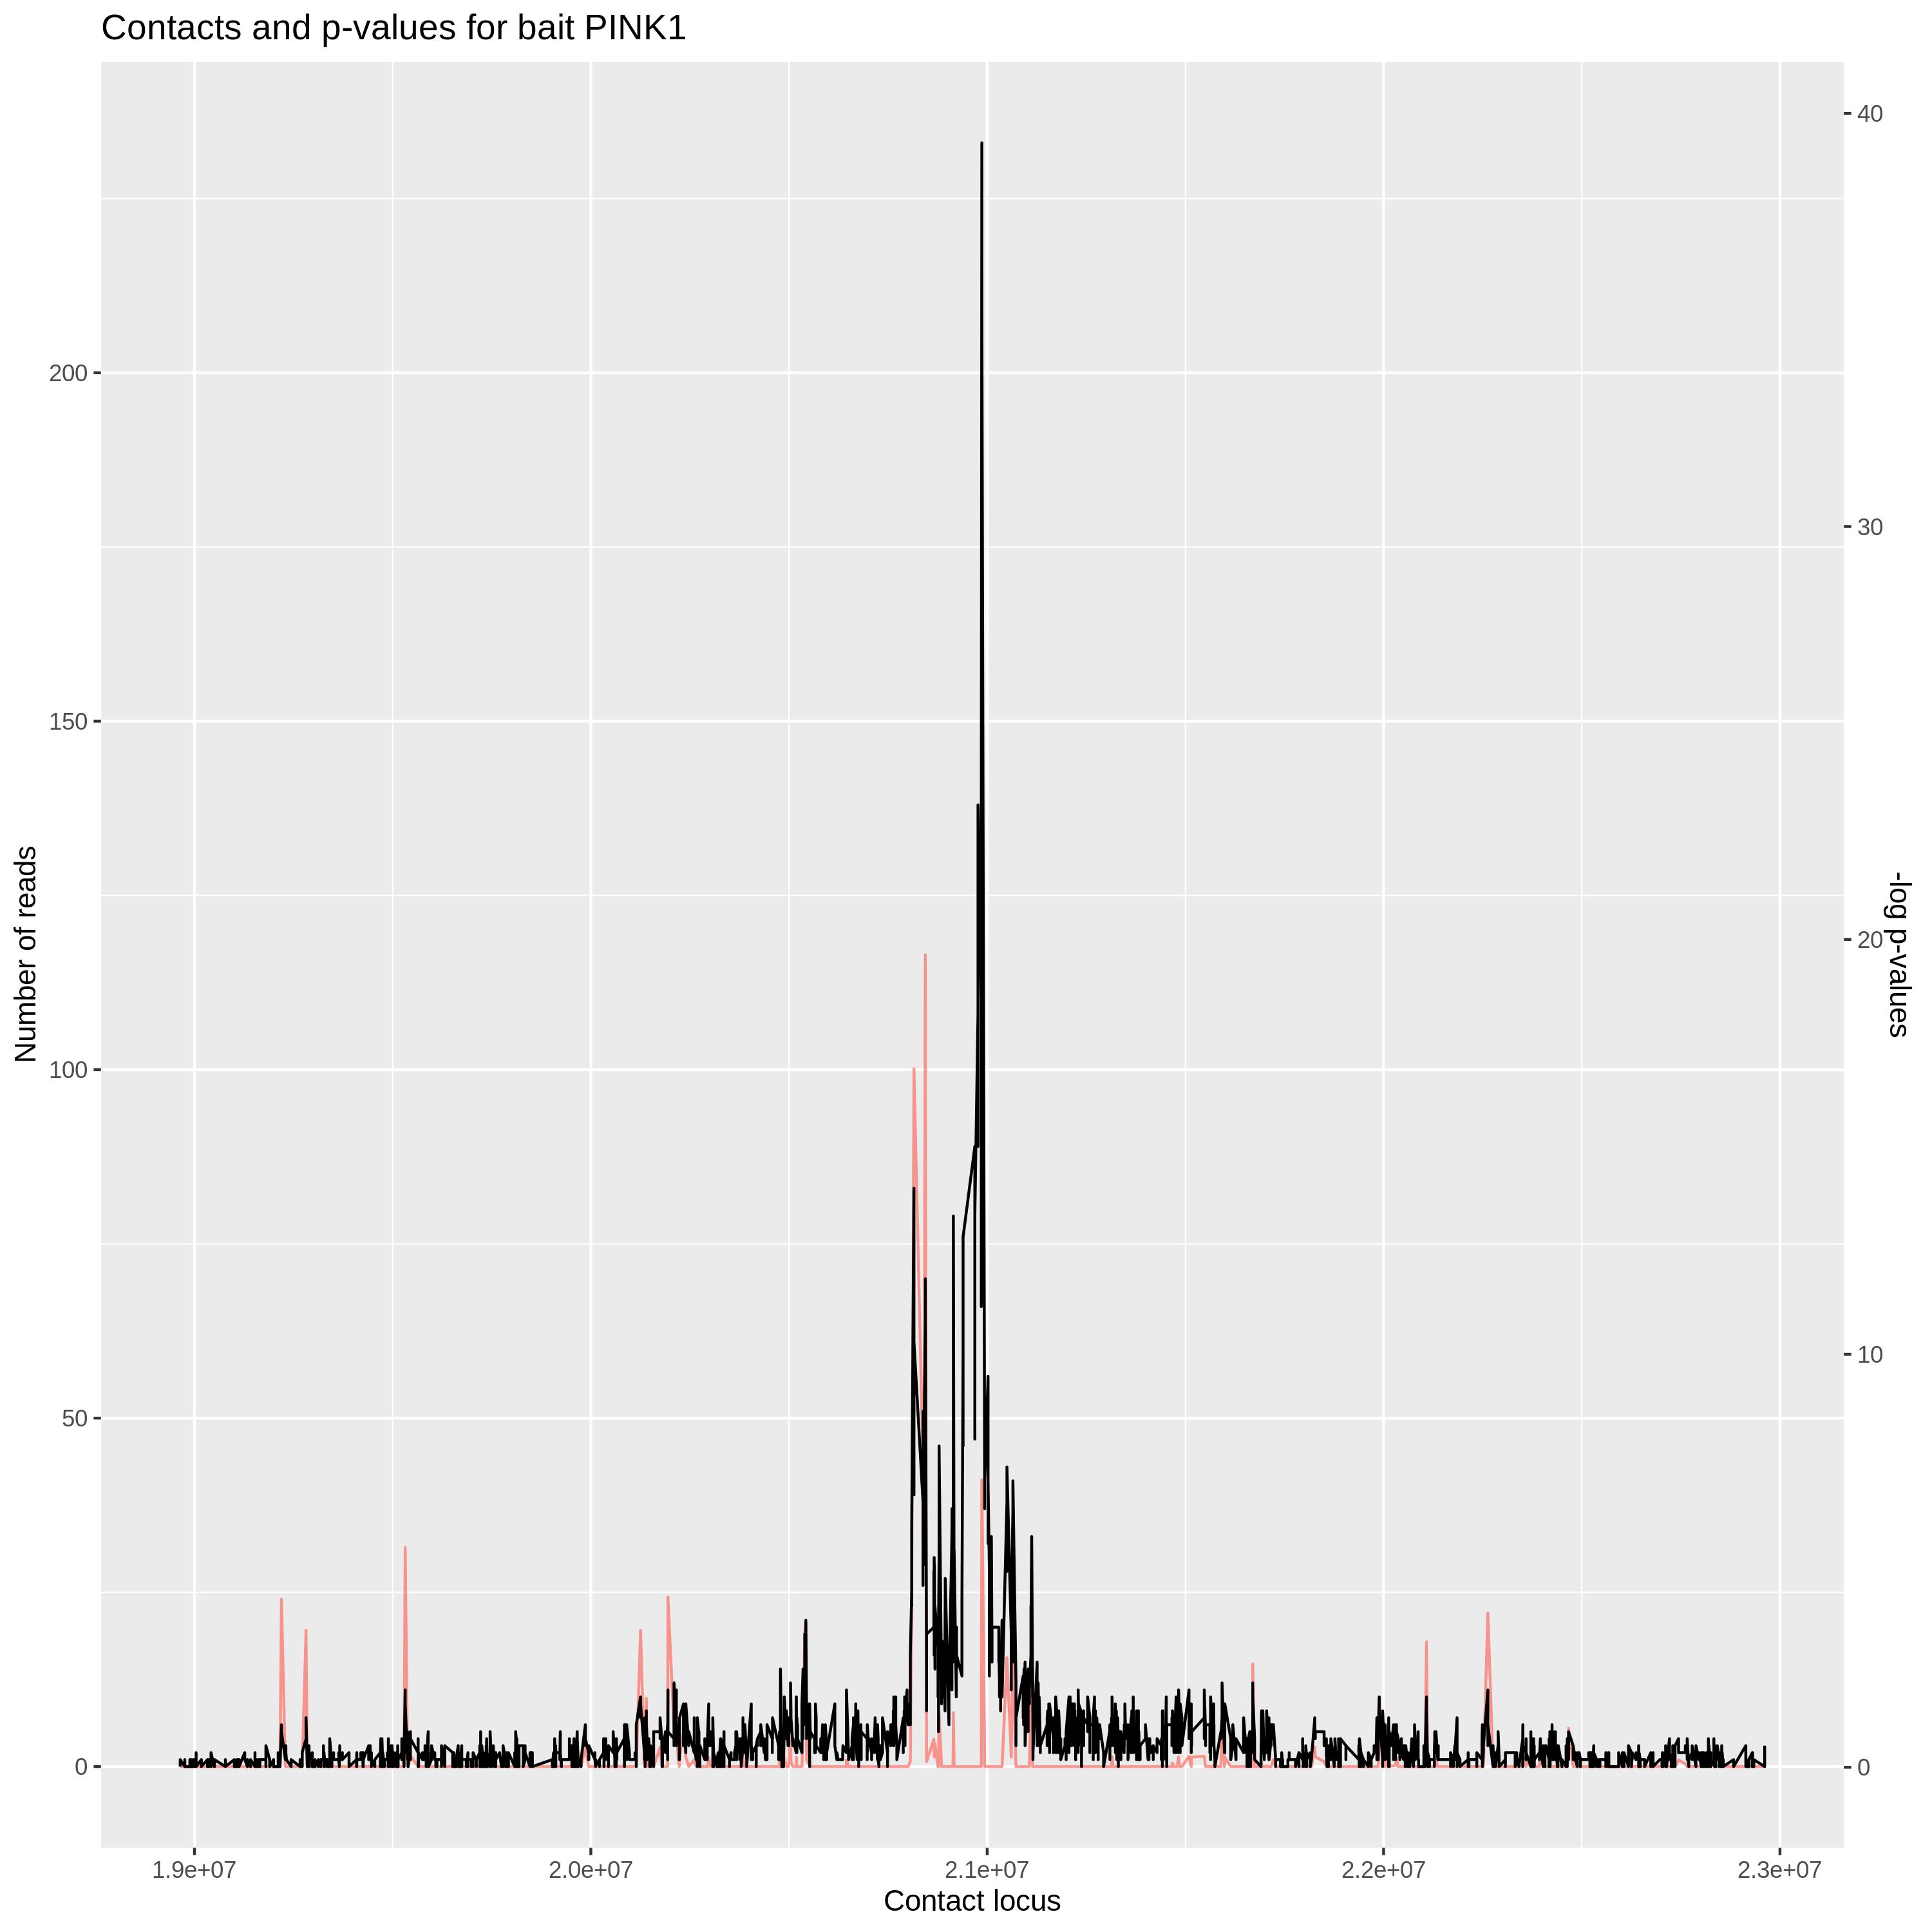 Contacts and p-values for bait PINK1
Number of reads
200
150
100
50
0
40
30
20
10
0
-log p-values
1.9e+07
2.0e+07
2.1e+07
2.2e+07
2.3e+07
Contact locus